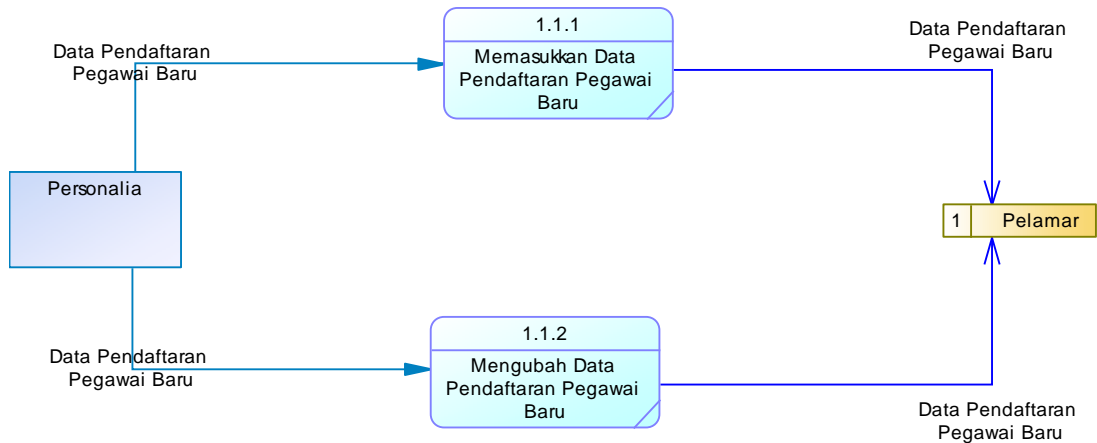 1.1.1
Memasukkan Data
Pendaftaran Pegawai
Baru
Data Pendaftaran
Pegawai Baru
Data Pendaftaran
Pegawai Baru
Personalia
1
Pelamar
1.1.2
Mengubah Data
Pendaftaran Pegawai
Baru
Data Pendaftaran
Pegawai Baru
Data Pendaftaran
Pegawai Baru